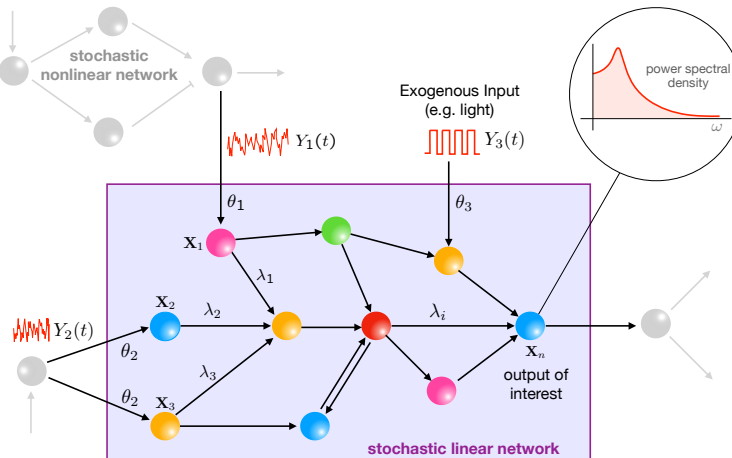 stochastic
nonlinear network
power spectral
density
ω
Exogenous Input
(e.g. light)
Y₁(t)
Y₃(t)
θ₁
θ₃
X₁
λ₁
X₂
λ₂
λᵢ
Y₂(t)
θ₂
λ₃
Xₙ
θ₂
X₃
output of
interest
stochastic linear network